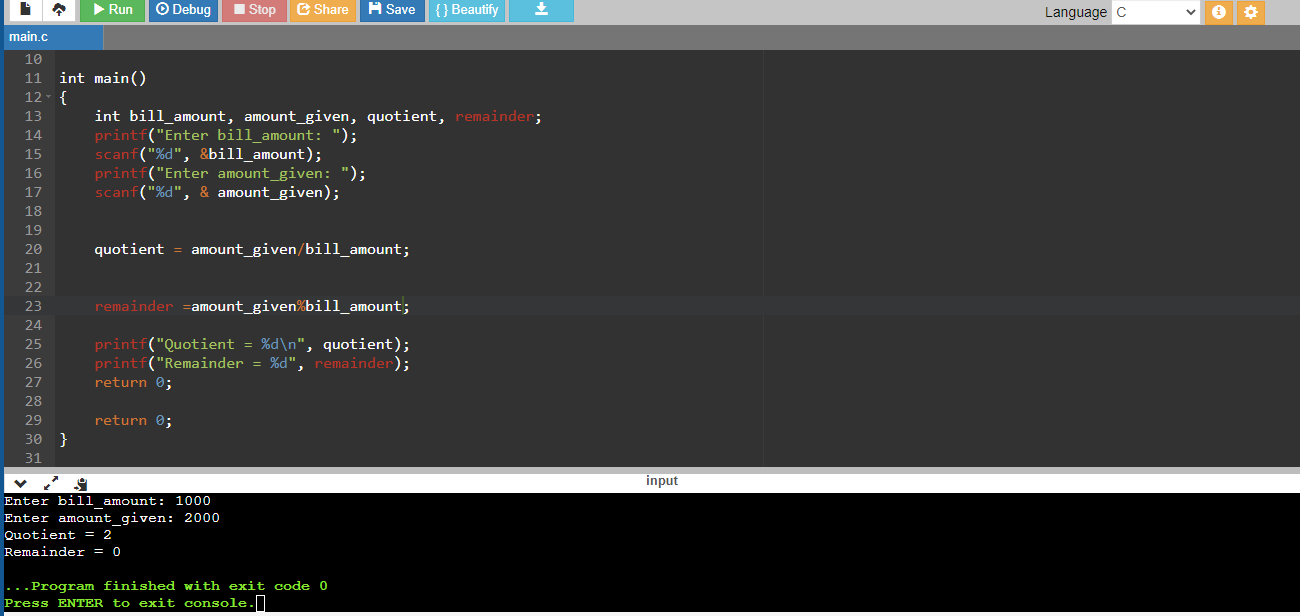 Run Debug Stop Share Save { } Beautify Language C
main.c
10
11 int main()
12 {
13 int bill_amount, amount_given, quotient, remainder;
14 printf("Enter bill_amount: ");
15 scanf("%d", &bill_amount);
16 printf("Enter amount_given: ");
17 scanf("%d", & amount_given);
18
19
20 quotient = amount_given/bill_amount;
21
22
23 remainder =amount_given%bill_amount;
24
25 printf("Quotient = %d\n", quotient);
26 printf("Remainder = %d", remainder);
27 return 0;
28
29 return 0;
30 }
31
input
Enter bill_amount: 1000
Enter amount_given: 2000
Quotient = 2
Remainder = 0
...Program finished with exit code 0
Press ENTER to exit console.